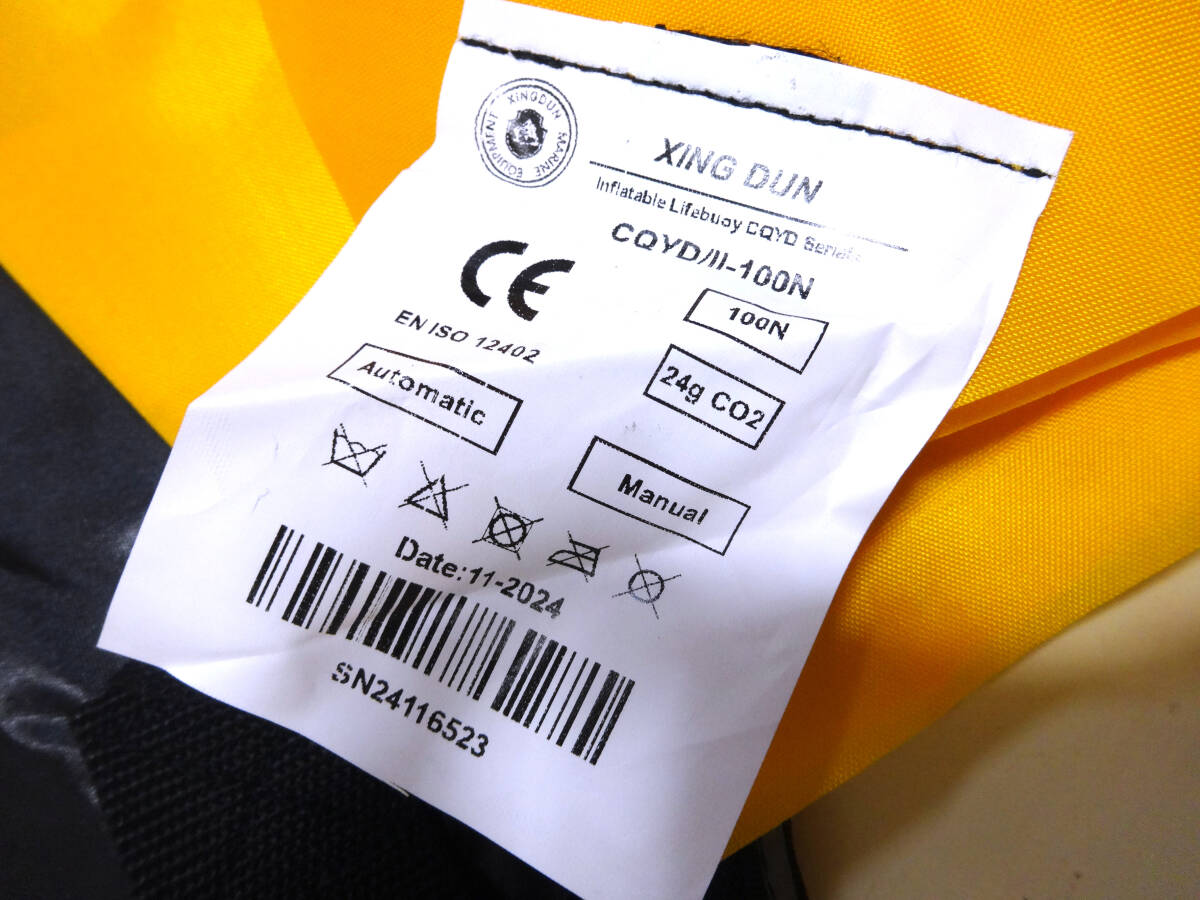 XINGDUN MARINE EQUIPMENT
XING DUN
Inflatable Lifebuoy CQYD
CQYD/II-100N
CE
100N
EN ISO 12402
24g CO2
Automatic
Manual
Date:11-2024
SN24116523